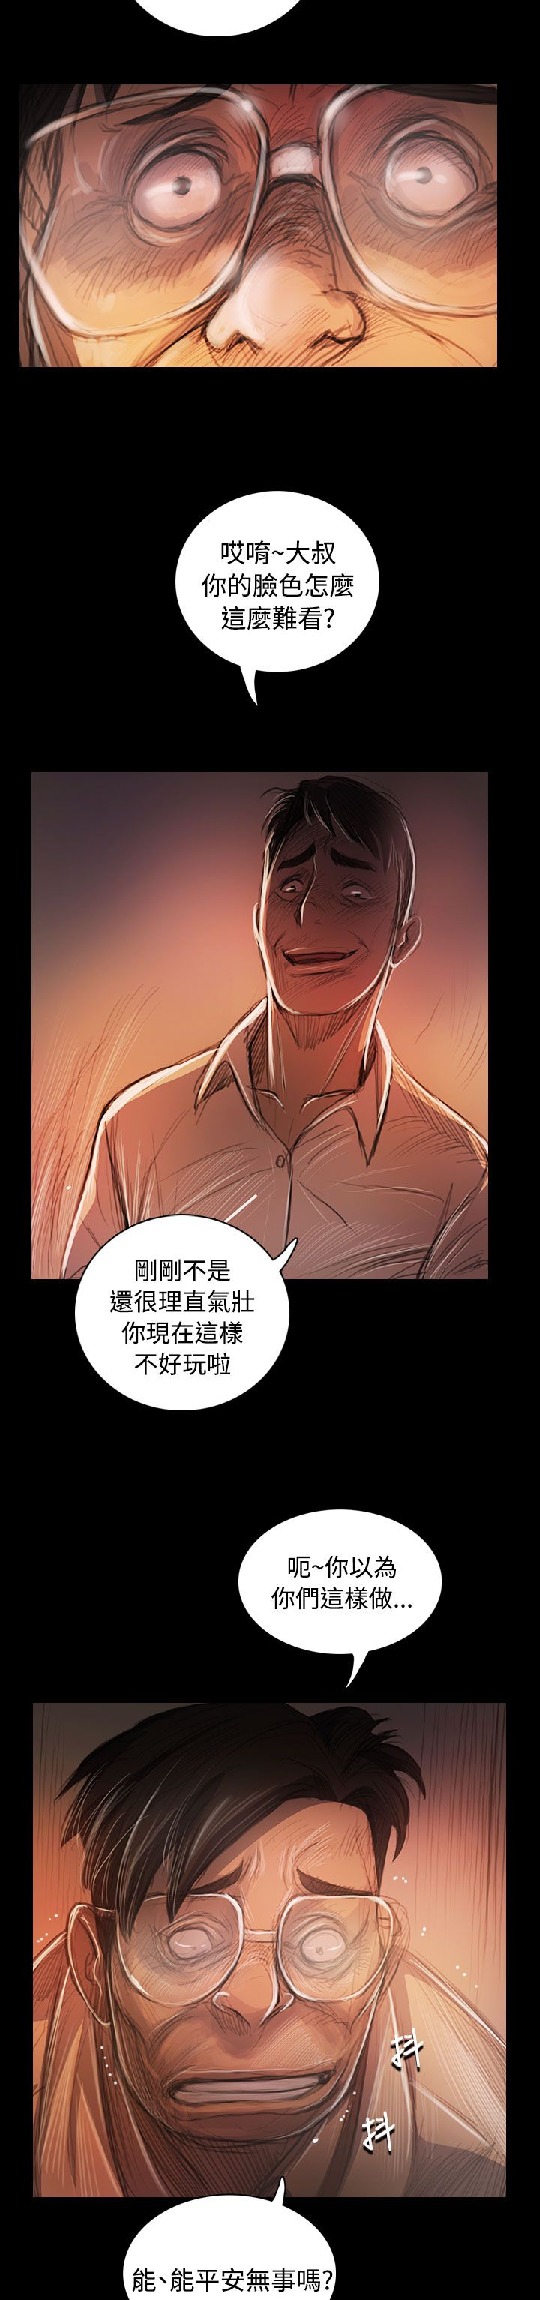 哎唷~大叔
你的臉色怎麼
這麼難看?
剛剛不是
還很理直氣壯
你現在這樣
不好玩啦
呃~你以為
你們這樣做...
抖
抖
能、能平安無事嗎?